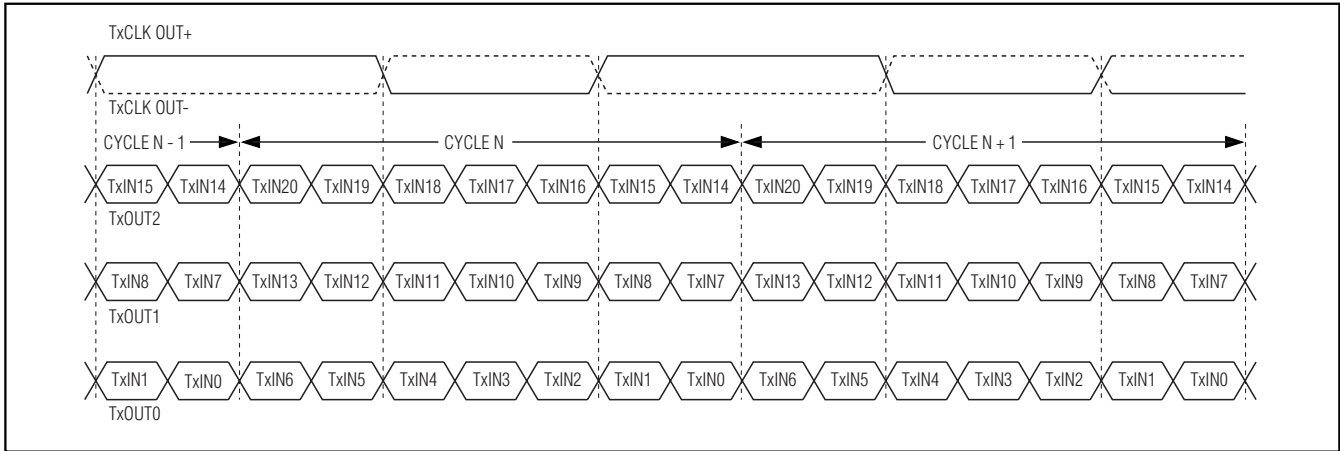 TxCLK OUT+
TxCLK OUT-
CYCLE N - 1 CYCLE N CYCLE N + 1
TxIN15 TxIN14 TxIN20 TxIN19 TxIN18 TxIN17 TxIN16 TxIN15 TxIN14 TxIN20 TxIN19 TxIN18 TxIN17 TxIN16 TxIN15 TxIN14
TxOUT2
TxIN8 TxIN7 TxIN13 TxIN12 TxIN11 TxIN10 TxIN9 TxIN8 TxIN7 TxIN13 TxIN12 TxIN11 TxIN10 TxIN9 TxIN8 TxIN7
TxOUT1
TxIN1 TxIN0 TxIN6 TxIN5 TxIN4 TxIN3 TxIN2 TxIN1 TxIN0 TxIN6 TxIN5 TxIN4 TxIN3 TxIN2 TxIN1 TxIN0
TxOUT0